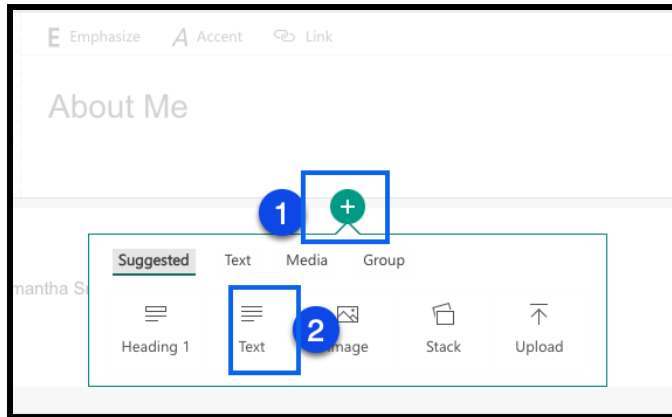 E Emphasize A Accent Link
About Me
+
1
Suggested Text Media Group
mantha S
2
Heading 1 Text mage Stack Upload